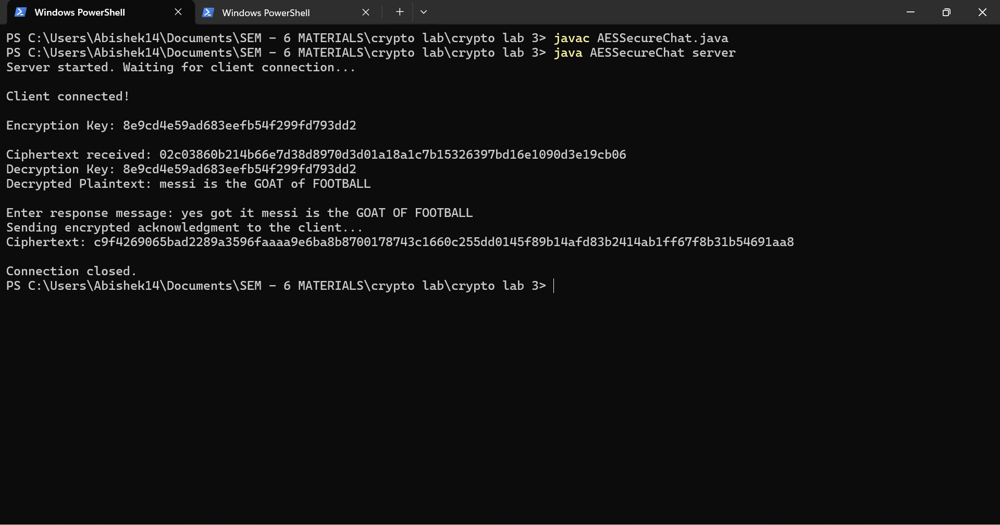 Windows PowerShell
Windows PowerShell
PS C:\Users\Abishek14\Documents\SEM - 6 MATERIALS\crypto lab\crypto lab 3> javac AESSecureChat.java
PS C:\Users\Abishek14\Documents\SEM - 6 MATERIALS\crypto lab\crypto lab 3> java AESSecureChat server
Server started. Waiting for client connection...
Client connected!
Encryption Key: 8e9cd4e59ad683eefb54f299fd793dd2
Ciphertext received: 02c03860b214b66e7d38d8970d3d01a18a1c7b15326397bd16e1090d3e19cb06
Decryption Key: 8e9cd4e59ad683eefb54f299fd793dd2
Decrypted Plaintext: messi is the GOAT of FOOTBALL
Enter response message: yes got it messi is the GOAT OF FOOTBALL
Sending encrypted acknowledgment to the client...
Ciphertext: c9f4269065bad2289a3596faaaa9e6ba8b8700178743c1660c255dd0145f89b14afd83b2414ab1ff67f8b31b54691aa8
Connection closed.
PS C:\Users\Abishek14\Documents\SEM - 6 MATERIALS\crypto lab\crypto lab 3>